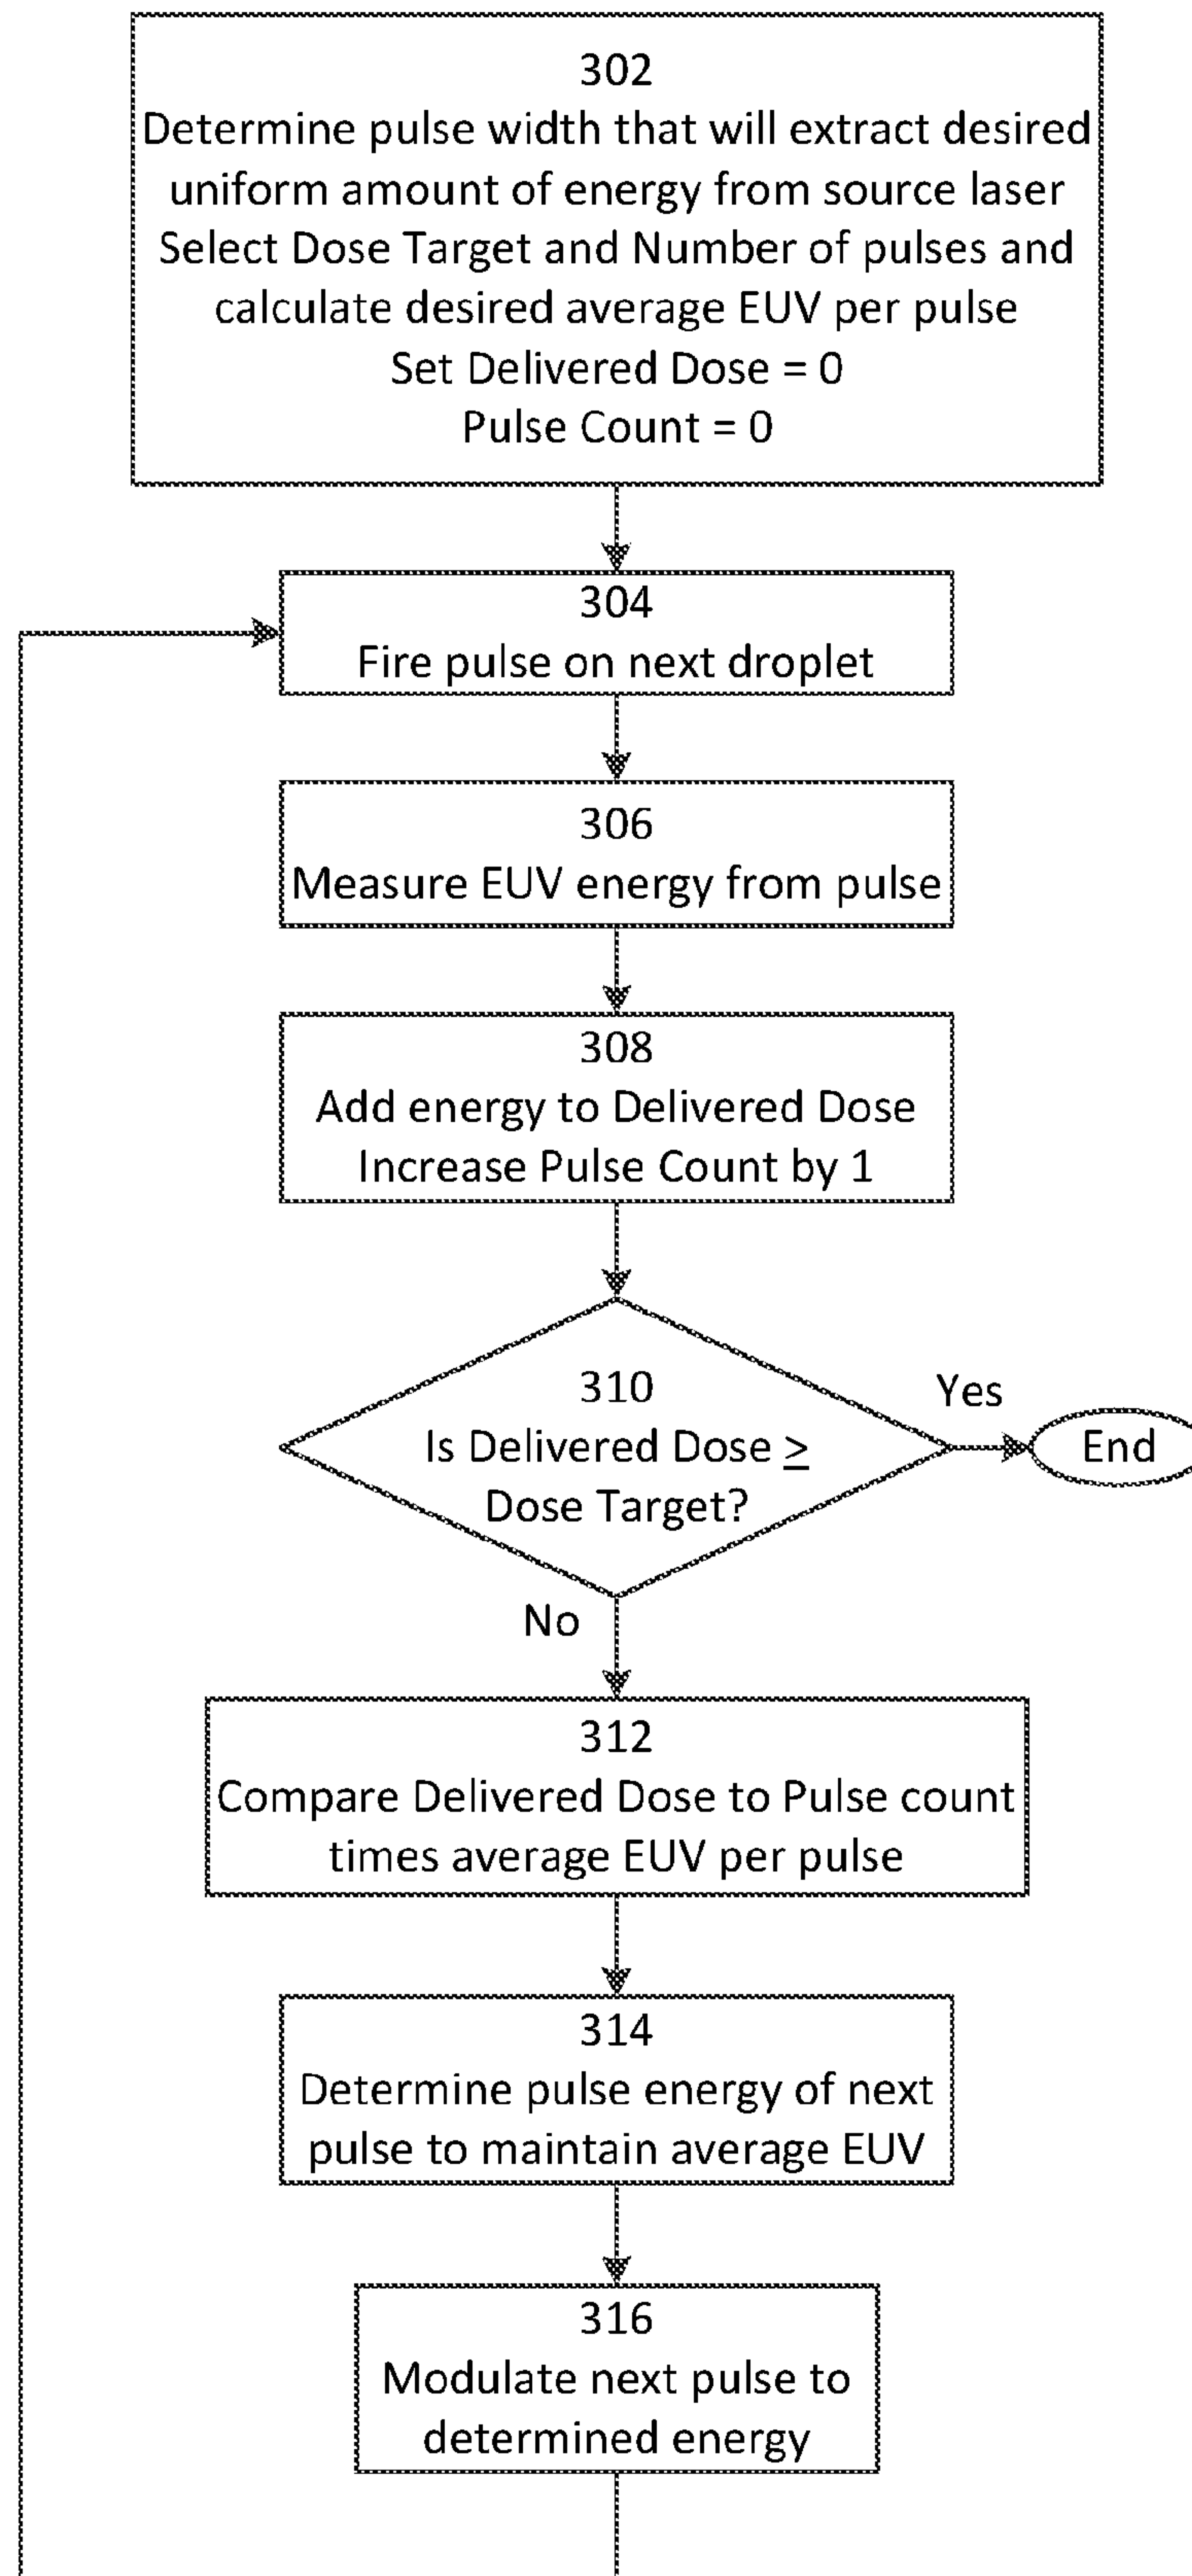 302
Determine pulse width that will extract desired
uniform amount of energy from source laser
Select Dose Target and Number of pulses and
calculate desired average EUV per pulse
Set Delivered Dose = 0
Pulse Count = 0
304
Fire pulse on next droplet
306
Measure EUV energy from pulse
308
Add energy to Delivered Dose
Increase Pulse Count by 1
310
Is Delivered Dose ≥
Dose Target?
Yes
End
No
312
Compare Delivered Dose to Pulse count
times average EUV per pulse
314
Determine pulse energy of next
pulse to maintain average EUV
316
Modulate next pulse to
determined energy